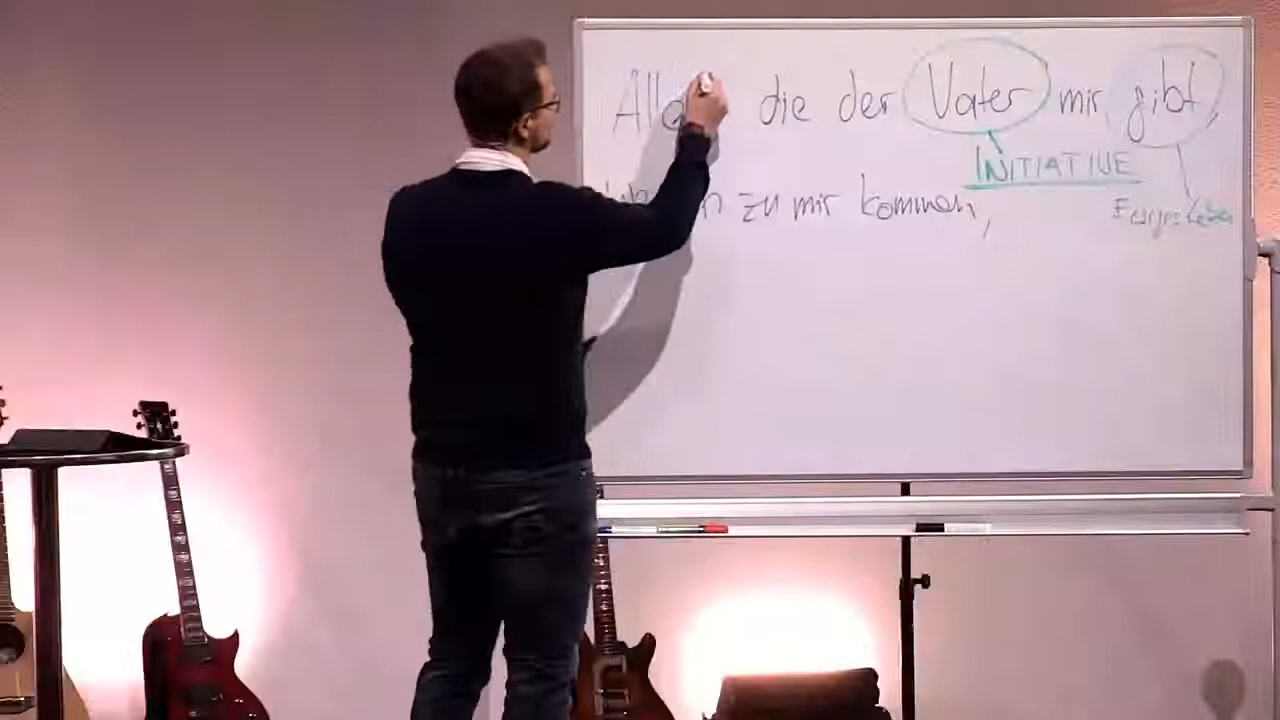 die der Vater mir gibt,
INITIATIVE
zu mir kommen,